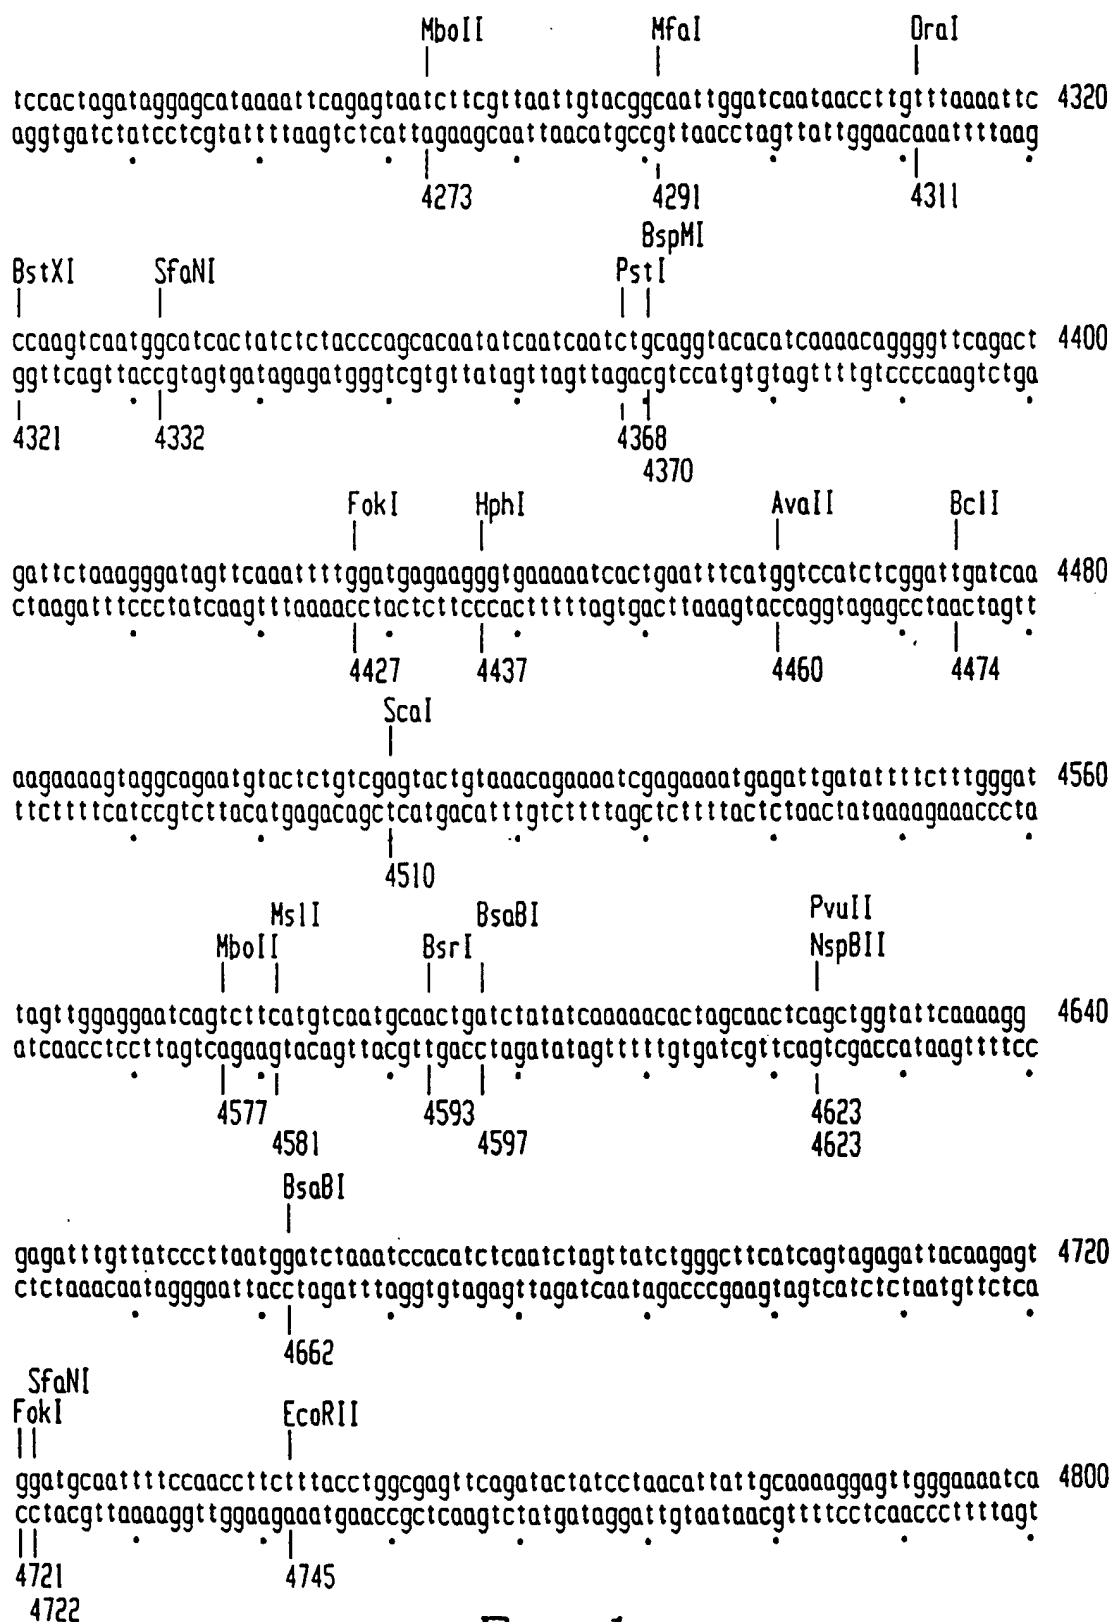 MboII MfaI DraI
tccactagataggagcataaaattcagagtaatcttcgttaattgtacggcaattggatcaataaccttgtttaaaattc 4320
aggtgatctatcctcgtattttaagtctcattagaagcaattaacatgccgttaacctagttattggaacaaattttaag
4273 4291 4311
BspMI
BstXI SfaNI PstI
ccaagtcaatggcatcactatctctacccagcacaatatcaatcaatctgcaggtacacatcaaaacaggggttcagact 4400
ggttcagttaccgtagtgatagagatgggtcgtgttatagttagttagacgtccatgtgtagttttgtccccaagtctga
4321 4332 4368
4370
FokI HphI AvaII BclI
gattctaaagggatagttcaaattttggatgagaagggtgaaaaatcactgaatttcatggtccatctcggattgatcaa 4480
ctaagatttccctatcaagtttaaaacctactcttcccactttttagtgacttaaagtaccaggtagagcctaactagtt
4427 4437 4460 4474
ScaI
aagaaaagtaggcagaatgtactctgtcgagtactgtaaacagaaaatcgagaaaatgagattgatattttctttgggat 4560
ttcttttcatccgtcttacatgagacagctcatgacatttgtcttttagctcttttactctaactataaaagaaacccta
4510
MslI BsaBI PvuII
MboII BsrI NspBII
tagttggaggaatcagtcttcatgtcaatgcaactgatctatatcaaaaacactagcaactcagctggtattcaaaagg 4640
atcaacctccttagtcagaagtacagttacgttgacctagatatagtttttgtgatcgttcagtcgaccataagttttcc
4577 4593 4623
4581 4597 4623
BsaBI
gagatttgttatcccttaatggatctaaatccacatctcaatctagttatctgggcttcatcagtagagattacaagagt 4720
ctctaaacaatagggaattacctagatttaggtgtagagttagatcaatagacccgaagtagtcatctctaatgttctca
4662
SfaNI
FokI EcoRII
ggatgcaattttccaaccttctttacctggcgagttcagatactatcctaacattattgcaaaaggagttgggaaaatca 4800
cctacgttaaaaggttggaagaaatgaaccgctcaagtctatgataggattgtaataacgttttcctcaacccttttagt
4721 4745
4722